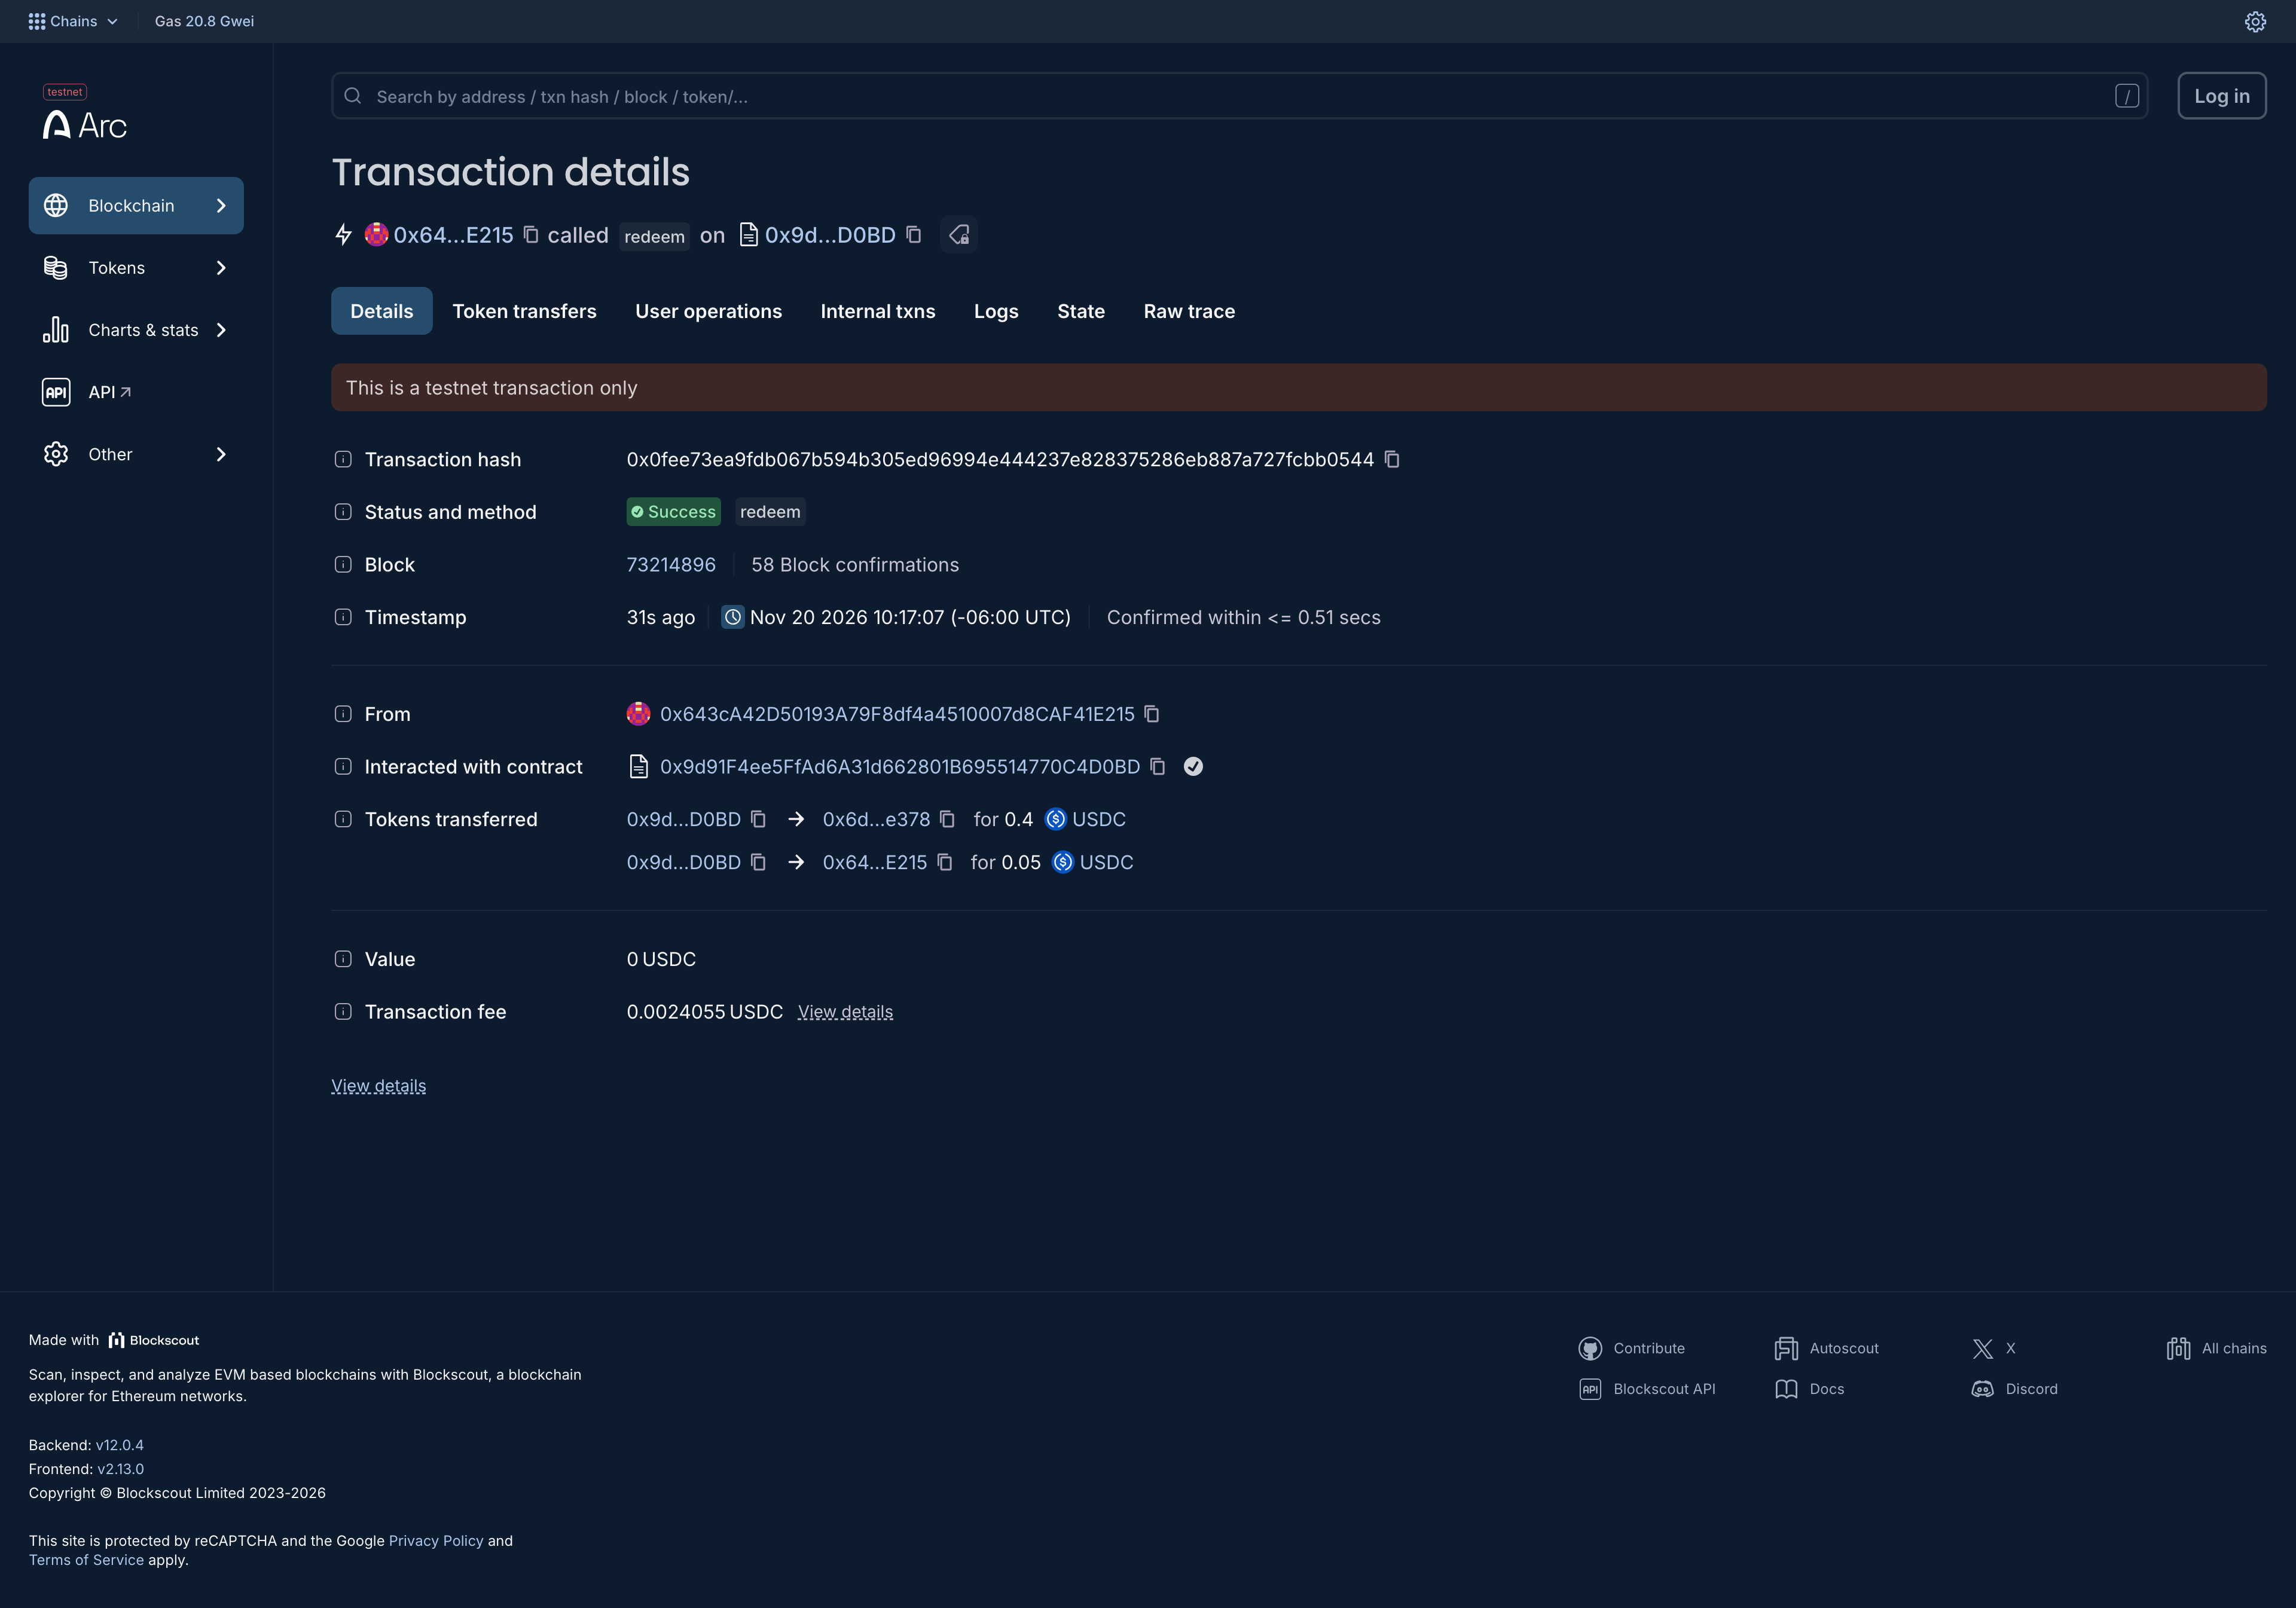 Chains Gas 20.8 Gwei
testnet
Arc
Search by address / txn hash / block / token/... /
Log in
Blockchain
Tokens
Charts & stats
API API
Other
Transaction details
0x64...E215 called redeem on 0x9d...D0BD
Details Token transfers User operations Internal txns Logs State Raw trace
This is a testnet transaction only
Transaction hash 0x0fee73ea9fdb067b594b305ed96994e444237e828375286eb887a727fcbb0544
Status and method Success redeem
Block 73214896 58 Block confirmations
Timestamp 31s ago Nov 20 2026 10:17:07 (-06:00 UTC) Confirmed within <= 0.51 secs
From 0x643cA42D50193A79F8df4a4510007d8CAF41E215
Interacted with contract 0x9d91F4ee5FfAd6A31d662801B695514770C4D0BD
Tokens transferred 0x9d...D0BD → 0x6d...e378 for 0.4 USDC
0x9d...D0BD → 0x64...E215 for 0.05 USDC
Value 0 USDC
Transaction fee 0.0024055 USDC View details
View details
Made with Blockscout
Scan, inspect, and analyze EVM based blockchains with Blockscout, a blockchain
explorer for Ethereum networks.
Backend: v12.0.4
Frontend: v2.13.0
Copyright © Blockscout Limited 2023-2026
This site is protected by reCAPTCHA and the Google Privacy Policy and
Terms of Service apply.
Contribute Autoscout X All chains
API Blockscout API Docs Discord